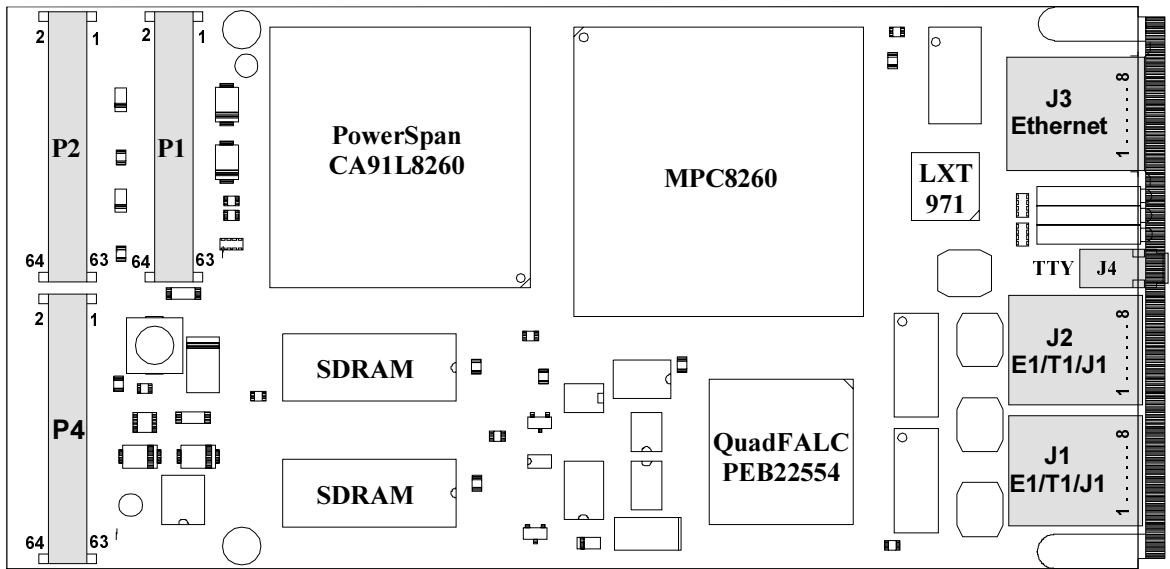 2 1
P2
64 63
2 1
P1
64 63
PowerSpan
CA91L8260
MPC8260
LXT
971
J3
Ethernet
8
1
TTY
J4
2 1
P4
64 63
SDRAM
SDRAM
QuadFALC
PEB22554
J2
E1/T1/J1
8
1
J1
E1/T1/J1
8
1